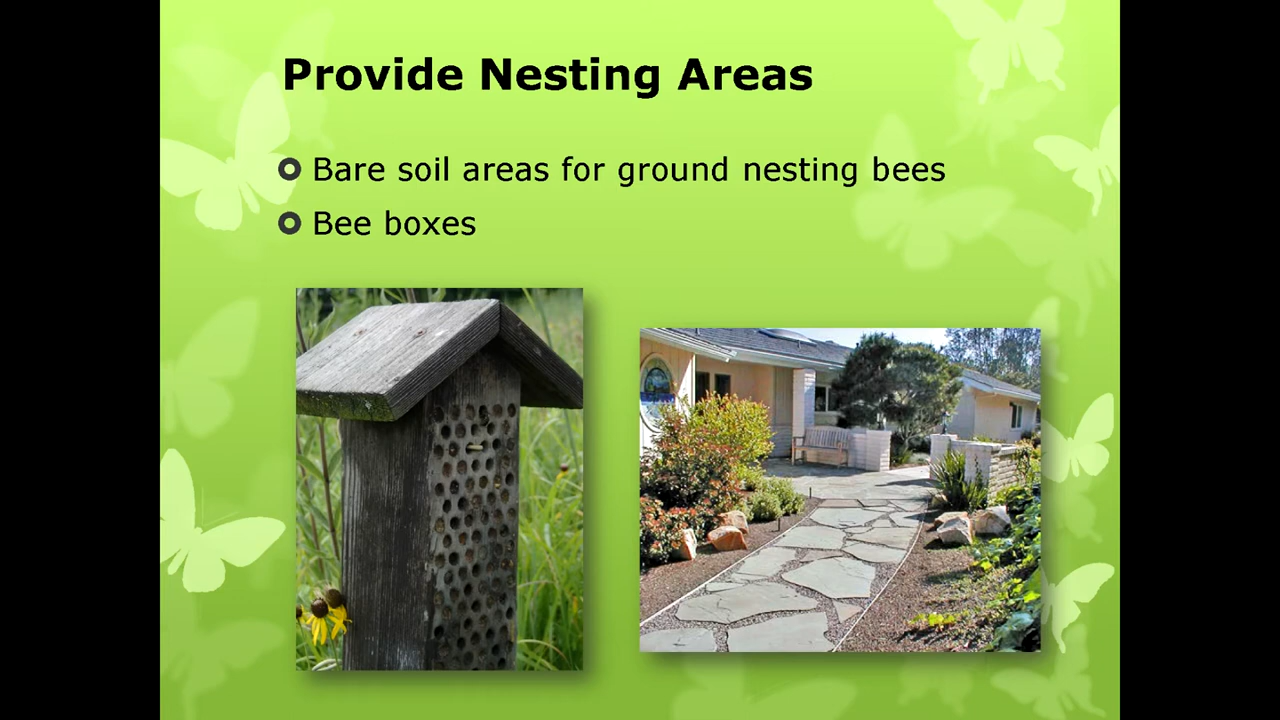 Provide Nesting Areas
Bare soil areas for ground nesting bees
Bee boxes